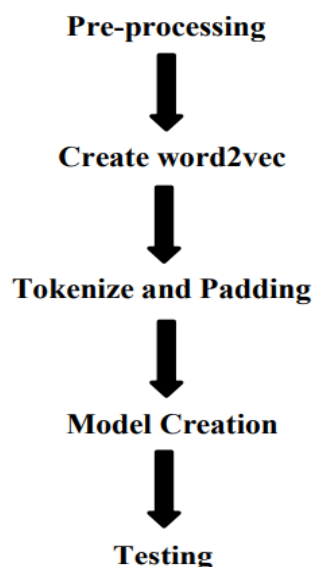 Pre-processing
Create word2vec
Tokenize and Padding
Model Creation
Testing